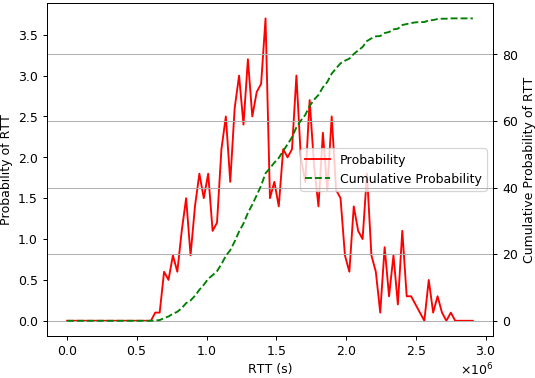 Probability of RTT
3.5
3.0
2.5
2.0
1.5
1.0
0.5
0.0
Probability
Cumulative Probability
80
60
40
20
0
Cumulative Probability of RTT
0.0 0.5 1.0 1.5 2.0 2.5 3.0
RTT (s)
×10⁶